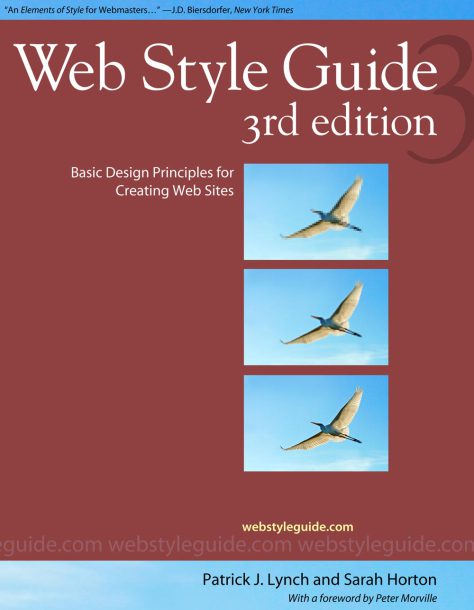 “An Elements of Style for Webmasters...” —J.D. Biersdorfer, New York Times
3
Web Style Guide
3rd edition
Basic Design Principles for
Creating Web Sites
webstyleguide.com
eguide.com webstyleguide.com webstyleguide.com webstyle
Patrick J. Lynch and Sarah Horton
With a foreword by Peter Morville